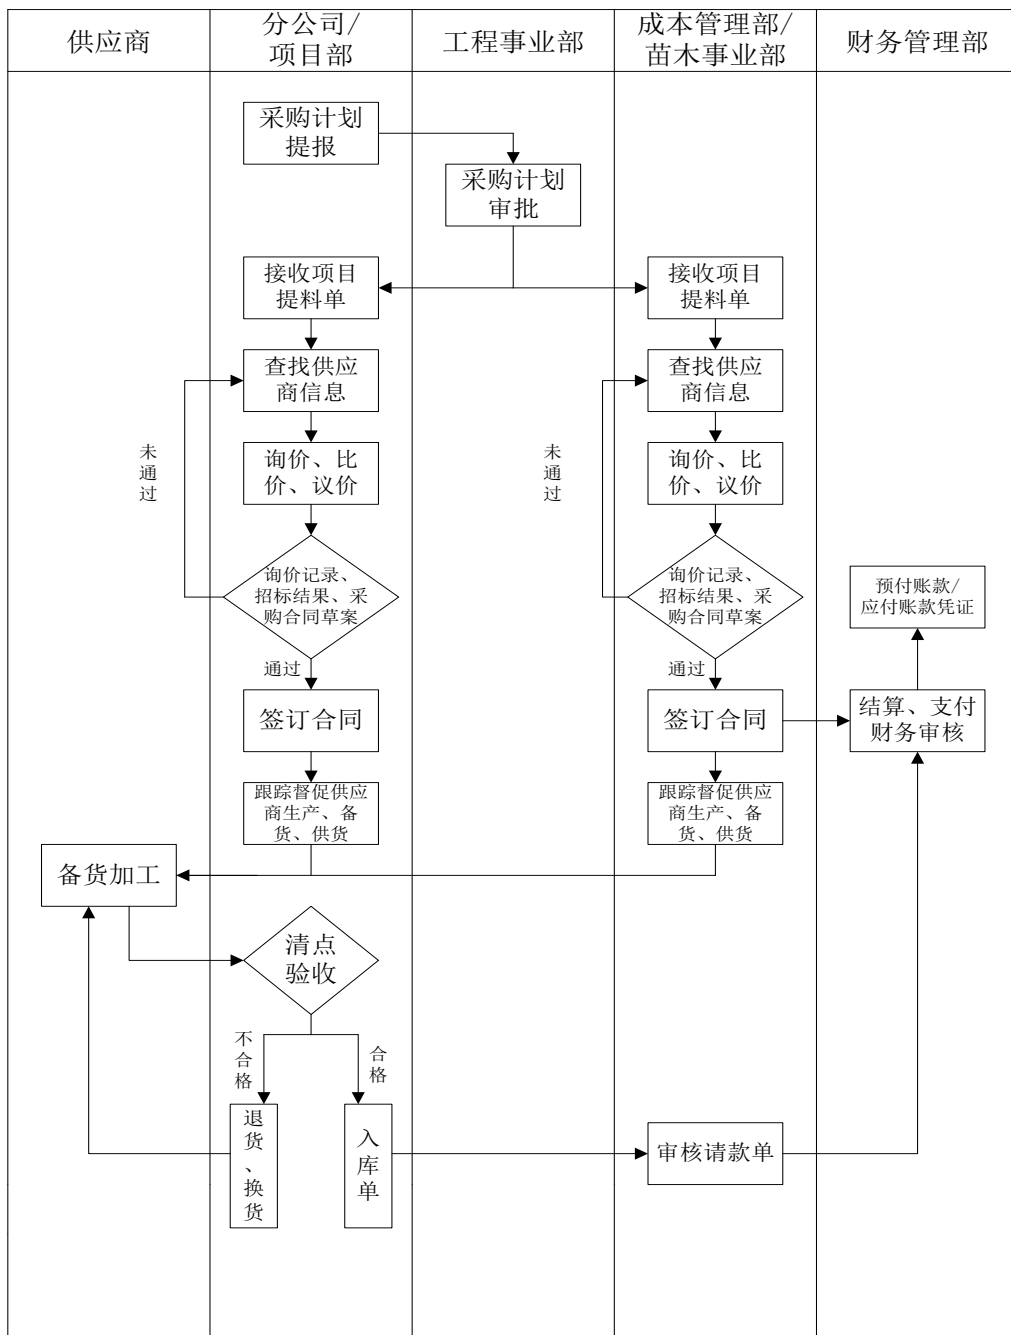 供应商
分公司/
项目部
工程事业部
成本管理部/
苗木事业部
财务管理部
采购计划
提报
采购计划
审批
接收项目
提料单
接收项目
提料单
查找供应
商信息
查找供应
商信息
未
通
过
询价、比
价、议价
未
通
过
询价、比
价、议价
询价记录、
招标结果、采
购合同草案
询价记录、
招标结果、采
购合同草案
预付账款/
应付账款凭证
通过
通过
签订合同
签订合同
结算、支付
财务审核
跟踪督促供应
商生产、备
货、供货
跟踪督促供应
商生产、备
货、供货
备货加工
清点
验收
不
合
格
合
格
退
货
、
换
货
入
库
单
审核请款单